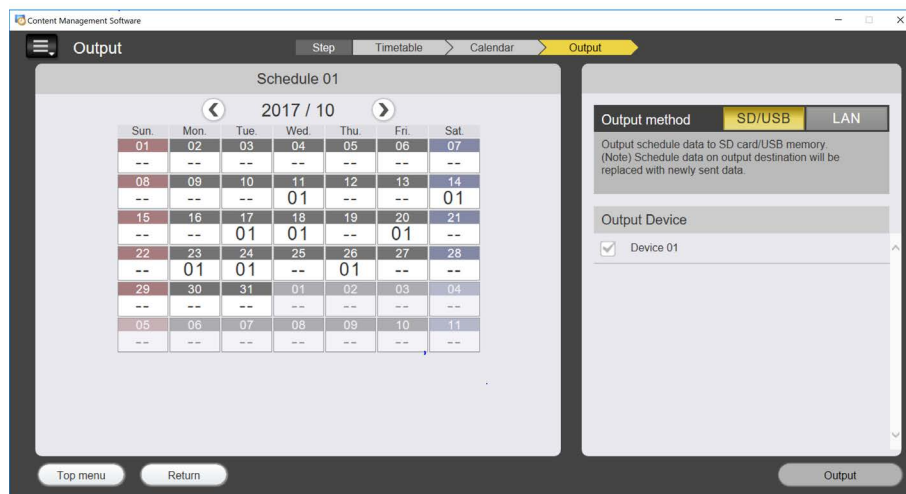 Content Management Software
Output
Step Timetable Calendar Output
Schedule 01
2017 / 10
Sun. Mon. Tue. Wed. Thu. Fri. Sat.
01 02 03 04 05 06 07
-- -- -- -- -- -- --
08 09 10 11 12 13 14
-- -- -- 01 -- -- 01
15 16 17 18 19 20 21
-- -- 01 01 -- 01 --
22 23 24 25 26 27 28
-- 01 01 -- 01 -- --
29 30 31 01 02 03 04
-- -- -- -- -- -- --
05 06 07 08 09 10 11
-- -- -- -- -- -- --
Output method SD/USB LAN
Output schedule data to SD card/USB memory.
(Note) Schedule data on output destination will be
replaced with newly sent data.
Output Device
Device 01
Top menu Return Output